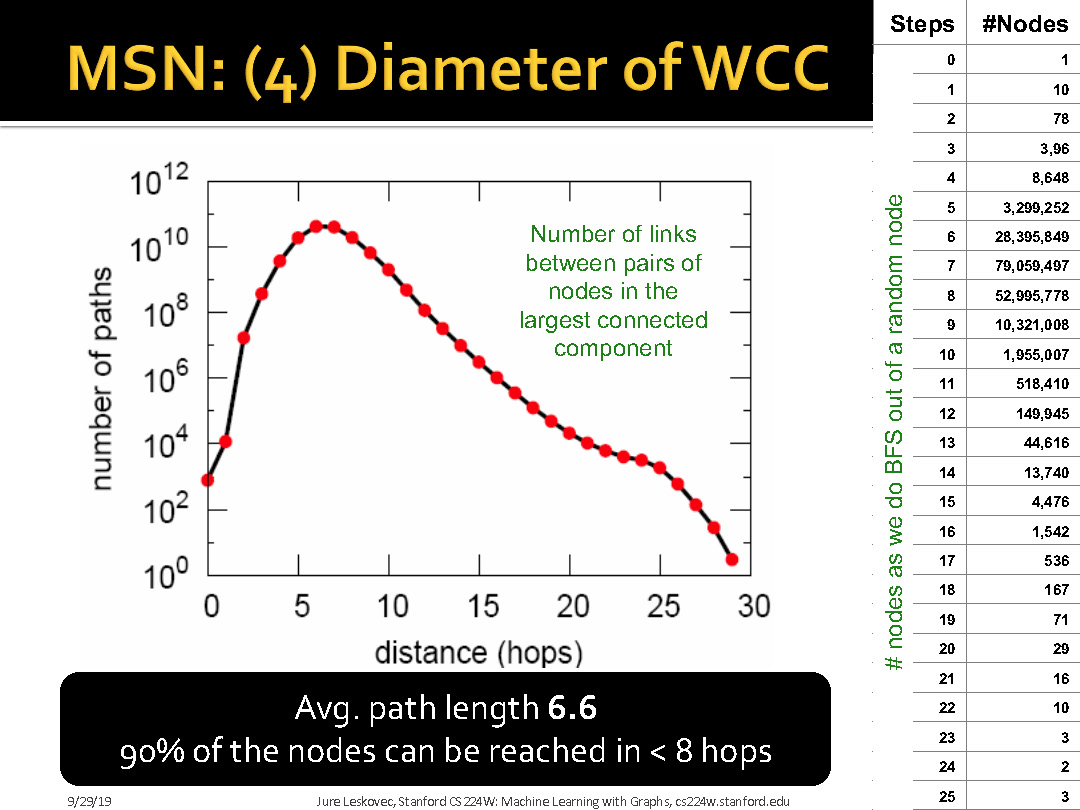 MSN: (4) Diameter of WCC
10^12
10^10
10^8
10^6
10^4
10^2
10^0
number of paths
0 5 10 15 20 25 30
distance (hops)
Number of links
between pairs of
nodes in the
largest connected
component
Avg. path length 6.6
90% of the nodes can be reached in < 8 hops
# nodes as we do BFS out of a random node
Steps #Nodes
0 1
1 10
2 78
3 3,96
4 8,648
5 3,299,252
6 28,395,849
7 79,059,497
8 52,995,778
9 10,321,008
10 1,955,007
11 518,410
12 149,945
13 44,616
14 13,740
15 4,476
16 1,542
17 536
18 167
19 71
20 29
21 16
22 10
23 3
24 2
25 3
9/29/19
Jure Leskovec, Stanford CS224W: Machine Learning with Graphs, cs224w.stanford.edu